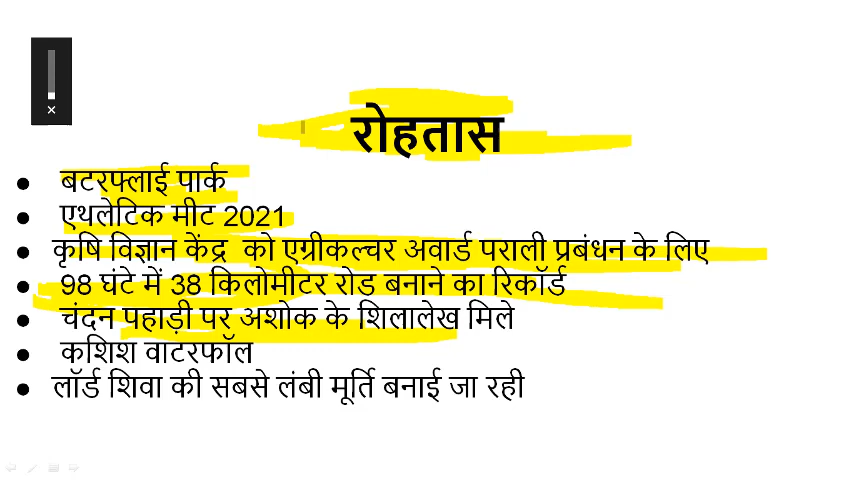 रोहतास
● बटरफ्लाई पार्क
● एथलेटिक मीट 2021
● कृषि विज्ञान केंद्र को एग्रीकल्चर अवार्ड पराली प्रबंधन के लिए
● 98 घंटे में 38 किलोमीटर रोड बनाने का रिकॉर्ड
● चंदन पहाड़ी पर अशोक के शिलालेख मिले
● कशिश वाटरफॉल
● लॉर्ड शिवा की सबसे लंबी मूर्ति बनाई जा रही